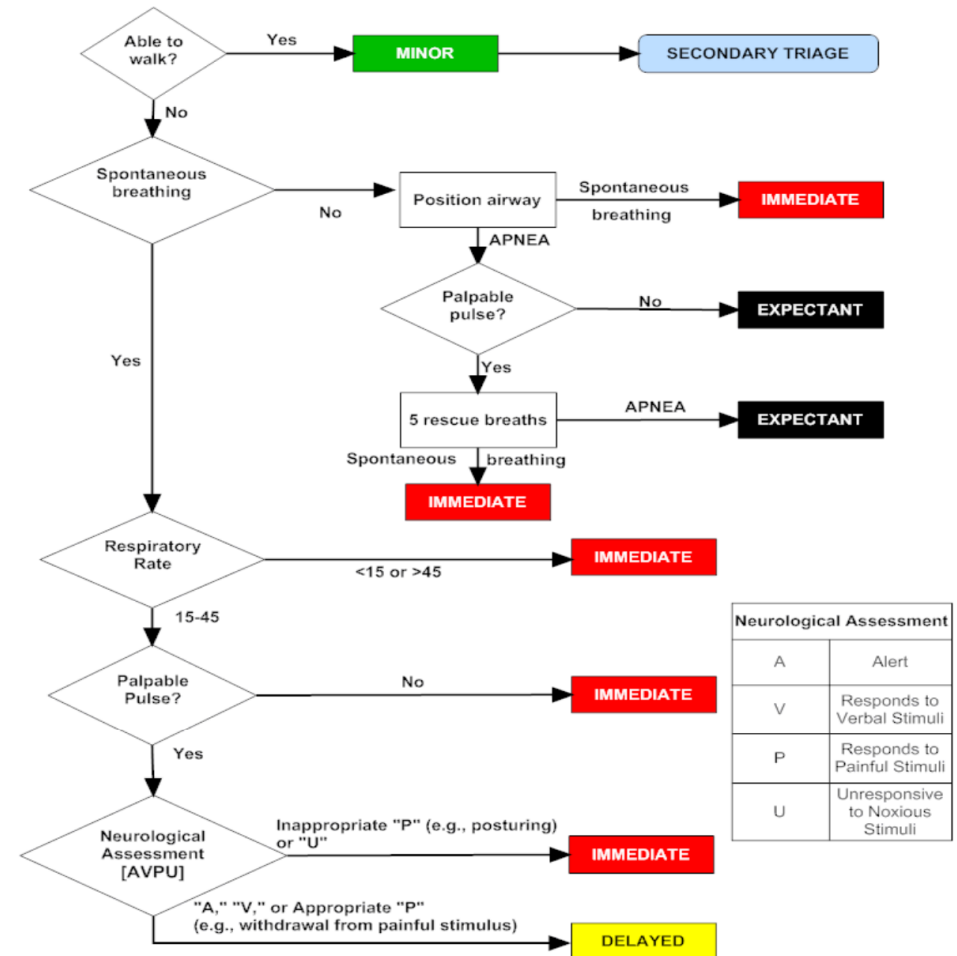 Able to
walk?
Yes
MINOR
SECONDARY TRIAGE
No
Spontaneous
breathing
No
Position airway
Spontaneous
breathing
IMMEDIATE
APNEA
Palpable
pulse?
No
EXPECTANT
Yes
Yes
5 rescue breaths
APNEA
EXPECTANT
Spontaneous
breathing
IMMEDIATE
Respiratory
Rate
<15 or >45
IMMEDIATE
15-45
Palpable
Pulse?
No
IMMEDIATE
Yes
Neurological
Assessment
[AVPU]
Inappropriate "P" (e.g., posturing)
or "U"
IMMEDIATE
"A," "V," or Appropriate "P"
(e.g., withdrawal from painful stimulus)
DELAYED
Neurological Assessment
A
Alert
V
Responds to
Verbal Stimuli
P
Responds to
Painful Stimuli
U
Unresponsive
to Noxious
Stimuli